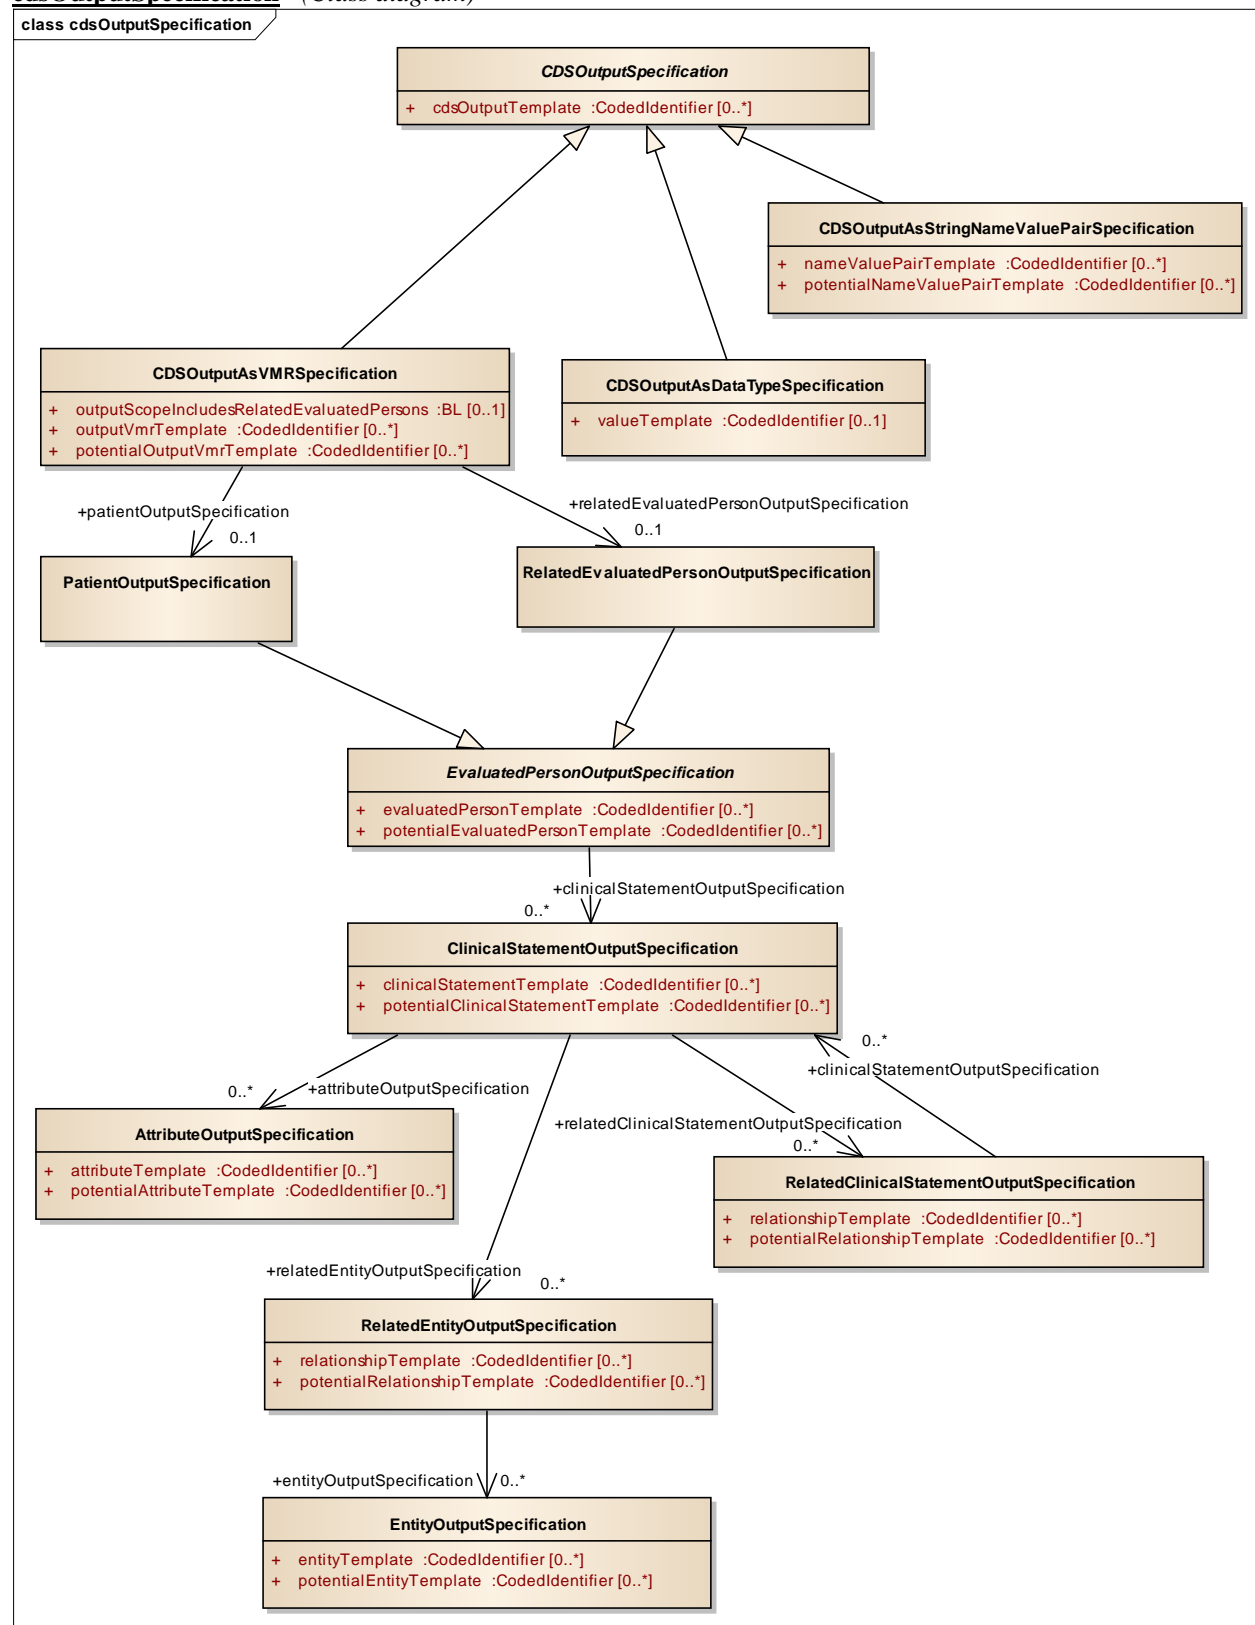 cdsOutputSpecification - (Class diagram)
class cdsOutputSpecification
CDSOutputSpecification
+ cdsOutputTemplate :CodedIdentifier [0..*]
CDSOutputAsStringNameValuePairSpecification
+ nameValuePairTemplate :CodedIdentifier [0..*]
+ potentialNameValuePairTemplate :CodedIdentifier [0..*]
CDSOutputAsVMRSpecification
+ outputScopeIncludesRelatedEvaluatedPersons :BL [0..1]
+ outputVmrTemplate :CodedIdentifier [0..*]
+ potentialOutputVmrTemplate :CodedIdentifier [0..*]
CDSOutputAsDataTypeSpecification
+ valueTemplate :CodedIdentifier [0..1]
+patientOutputSpecification
0..1
+relatedEvaluatedPersonOutputSpecification
0..1
PatientOutputSpecification
RelatedEvaluatedPersonOutputSpecification
EvaluatedPersonOutputSpecification
+ evaluatedPersonTemplate :CodedIdentifier [0..*]
+ potentialEvaluatedPersonTemplate :CodedIdentifier [0..*]
+clinicalStatementOutputSpecification
0..*
ClinicalStatementOutputSpecification
+ clinicalStatementTemplate :CodedIdentifier [0..*]
+ potentialClinicalStatementTemplate :CodedIdentifier [0..*]
0..*
+clinicalStatementOutputSpecification
0..*
+attributeOutputSpecification
+relatedClinicalStatementOutputSpecification
0..*
AttributeOutputSpecification
+ attributeTemplate :CodedIdentifier [0..*]
+ potentialAttributeTemplate :CodedIdentifier [0..*]
RelatedClinicalStatementOutputSpecification
+ relationshipTemplate :CodedIdentifier [0..*]
+ potentialRelationshipTemplate :CodedIdentifier [0..*]
+relatedEntityOutputSpecification
0..*
RelatedEntityOutputSpecification
+ relationshipTemplate :CodedIdentifier [0..*]
+ potentialRelationshipTemplate :CodedIdentifier [0..*]
+entityOutputSpecification
0..*
EntityOutputSpecification
+ entityTemplate :CodedIdentifier [0..*]
+ potentialEntityTemplate :CodedIdentifier [0..*]